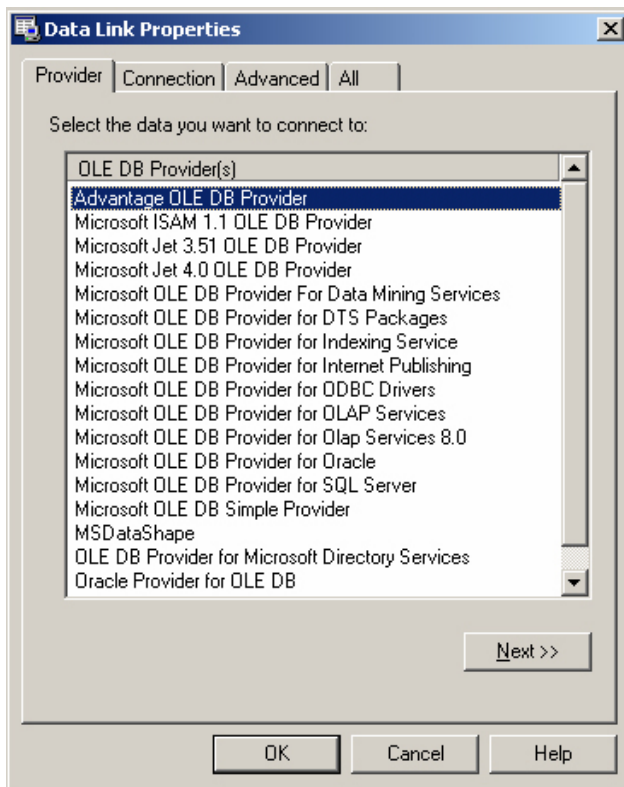 Data Link Properties
Provider Connection Advanced All
Select the data you want to connect to:
OLE DB Provider(s)
Advantage OLE DB Provider
Microsoft ISAM 1.1 OLE DB Provider
Microsoft Jet 3.51 OLE DB Provider
Microsoft Jet 4.0 OLE DB Provider
Microsoft OLE DB Provider For Data Mining Services
Microsoft OLE DB Provider for DTS Packages
Microsoft OLE DB Provider for Indexing Service
Microsoft OLE DB Provider for Internet Publishing
Microsoft OLE DB Provider for ODBC Drivers
Microsoft OLE DB Provider for OLAP Services
Microsoft OLE DB Provider for Olap Services 8.0
Microsoft OLE DB Provider for Oracle
Microsoft OLE DB Provider for SQL Server
Microsoft OLE DB Simple Provider
MSDataShape
OLE DB Provider for Microsoft Directory Services
Oracle Provider for OLE DB
Next >>
OK Cancel Help